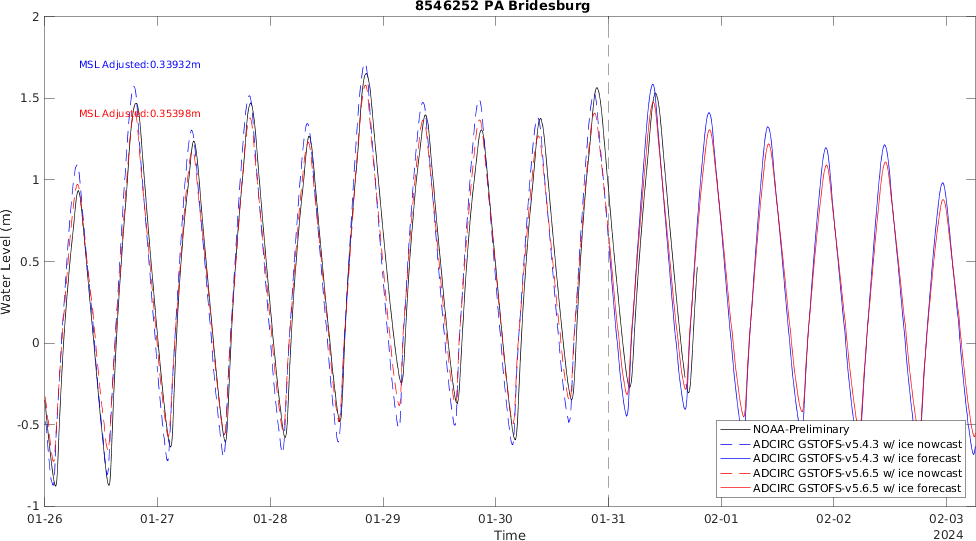 8546252 PA Bridesburg
2
1.5
1
0.5
0
-0.5
-1
Water Level (m)
MSL Adjusted:0.33932m
MSL Adjusted:0.35398m
NOAA-Preliminary
ADCIRC GSTOFS-v5.4.3 w/ ice nowcast
ADCIRC GSTOFS-v5.4.3 w/ ice forecast
ADCIRC GSTOFS-v5.6.5 w/ ice nowcast
ADCIRC GSTOFS-v5.6.5 w/ ice forecast
01-26 01-27 01-28 01-29 01-30 01-31 02-01 02-02 02-03
Time
2024